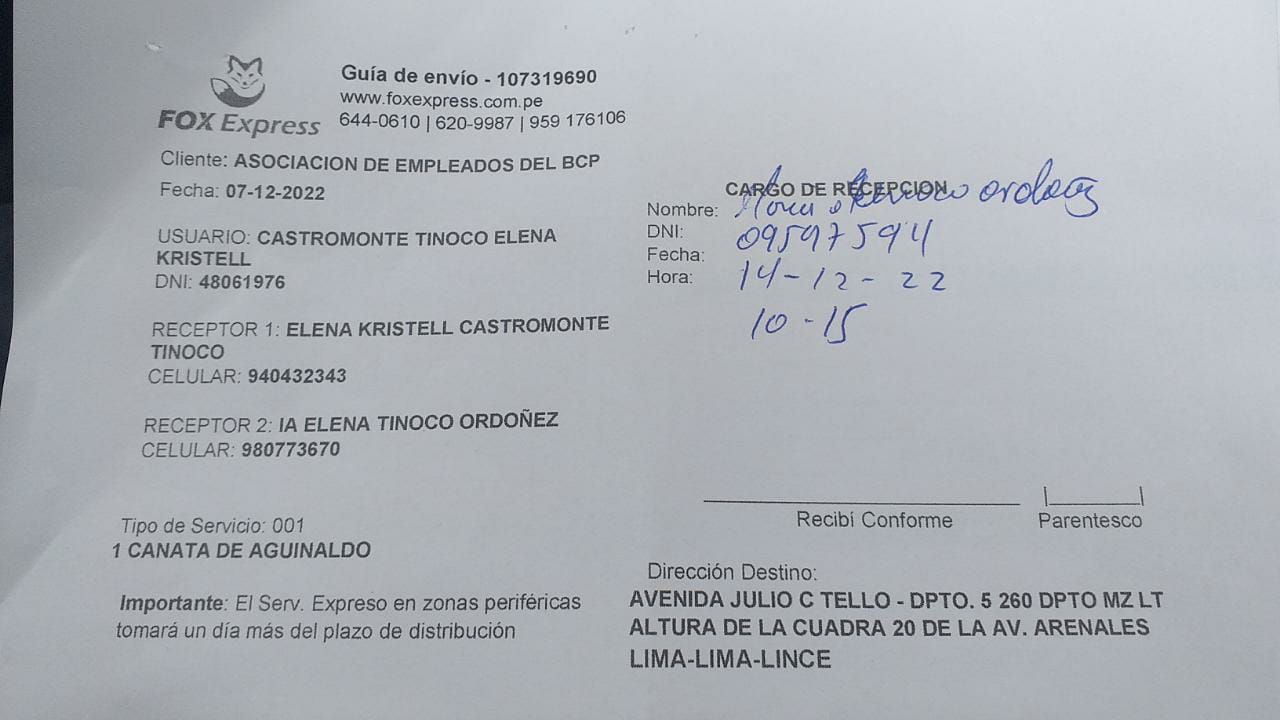 FOX Express
Guía de envío - 107319690
www.foxexpress.com.pe
644-0610 | 620-9987 | 959 176106
Cliente: ASOCIACION DE EMPLEADOS DEL BCP
Fecha: 07-12-2022
USUARIO: CASTROMONTE TINOCO ELENA
KRISTELL
DNI: 48061976
RECEPTOR 1: ELENA KRISTELL CASTROMONTE
TINOCO
CELULAR: 940432343
RECEPTOR 2: IA ELENA TINOCO ORDOÑEZ
CELULAR: 980773670
Tipo de Servicio: 001
1 CANATA DE AGUINALDO
Importante: El Serv. Expreso en zonas periféricas
tomará un día más del plazo de distribución
CARGO DE RECEPCION
Nombre:
DNI: 09597594
Fecha: 14-12-22
Hora: 10-15
Recibí Conforme
Parentesco
Dirección Destino:
AVENIDA JULIO C TELLO - DPTO. 5 260 DPTO MZ LT
ALTURA DE LA CUADRA 20 DE LA AV. ARENALES
LIMA-LIMA-LINCE